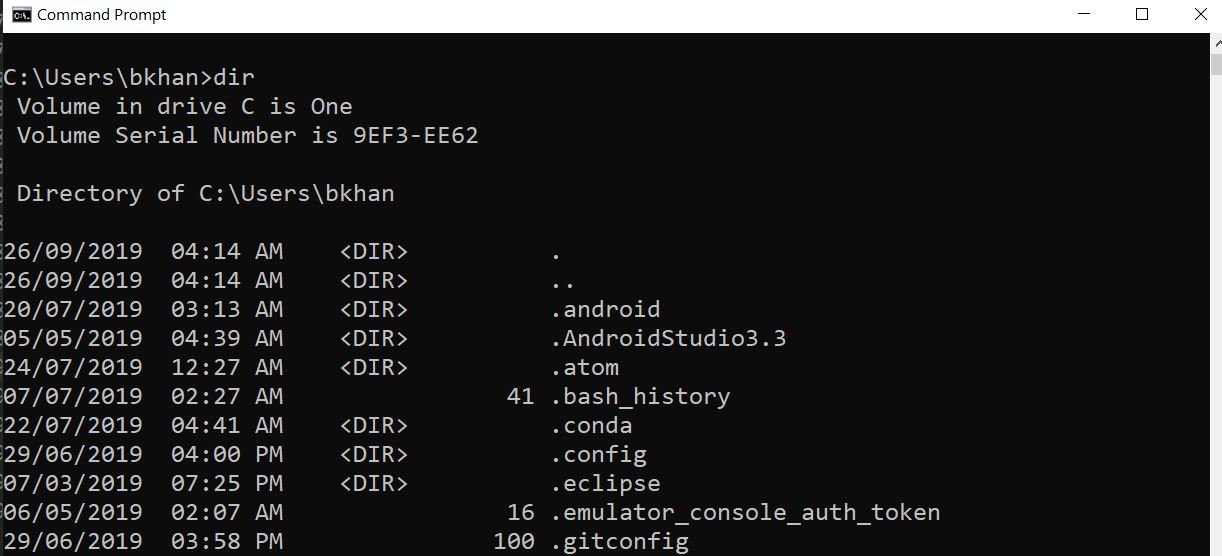 Command Prompt
C:\Users\bkhan>dir
 Volume in drive C is One
 Volume Serial Number is 9EF3-EE62
 Directory of C:\Users\bkhan
26/09/2019  04:14 AM    <DIR>          .
26/09/2019  04:14 AM    <DIR>          ..
20/07/2019  03:13 AM    <DIR>          .android
05/05/2019  04:39 AM    <DIR>          .AndroidStudio3.3
24/07/2019  12:27 AM    <DIR>          .atom
07/07/2019  02:27 AM                41 .bash_history
22/07/2019  04:41 AM    <DIR>          .conda
29/06/2019  04:00 PM    <DIR>          .config
07/03/2019  07:25 PM    <DIR>          .eclipse
06/05/2019  02:07 AM                16 .emulator_console_auth_token
29/06/2019  03:58 PM               100 .gitconfig